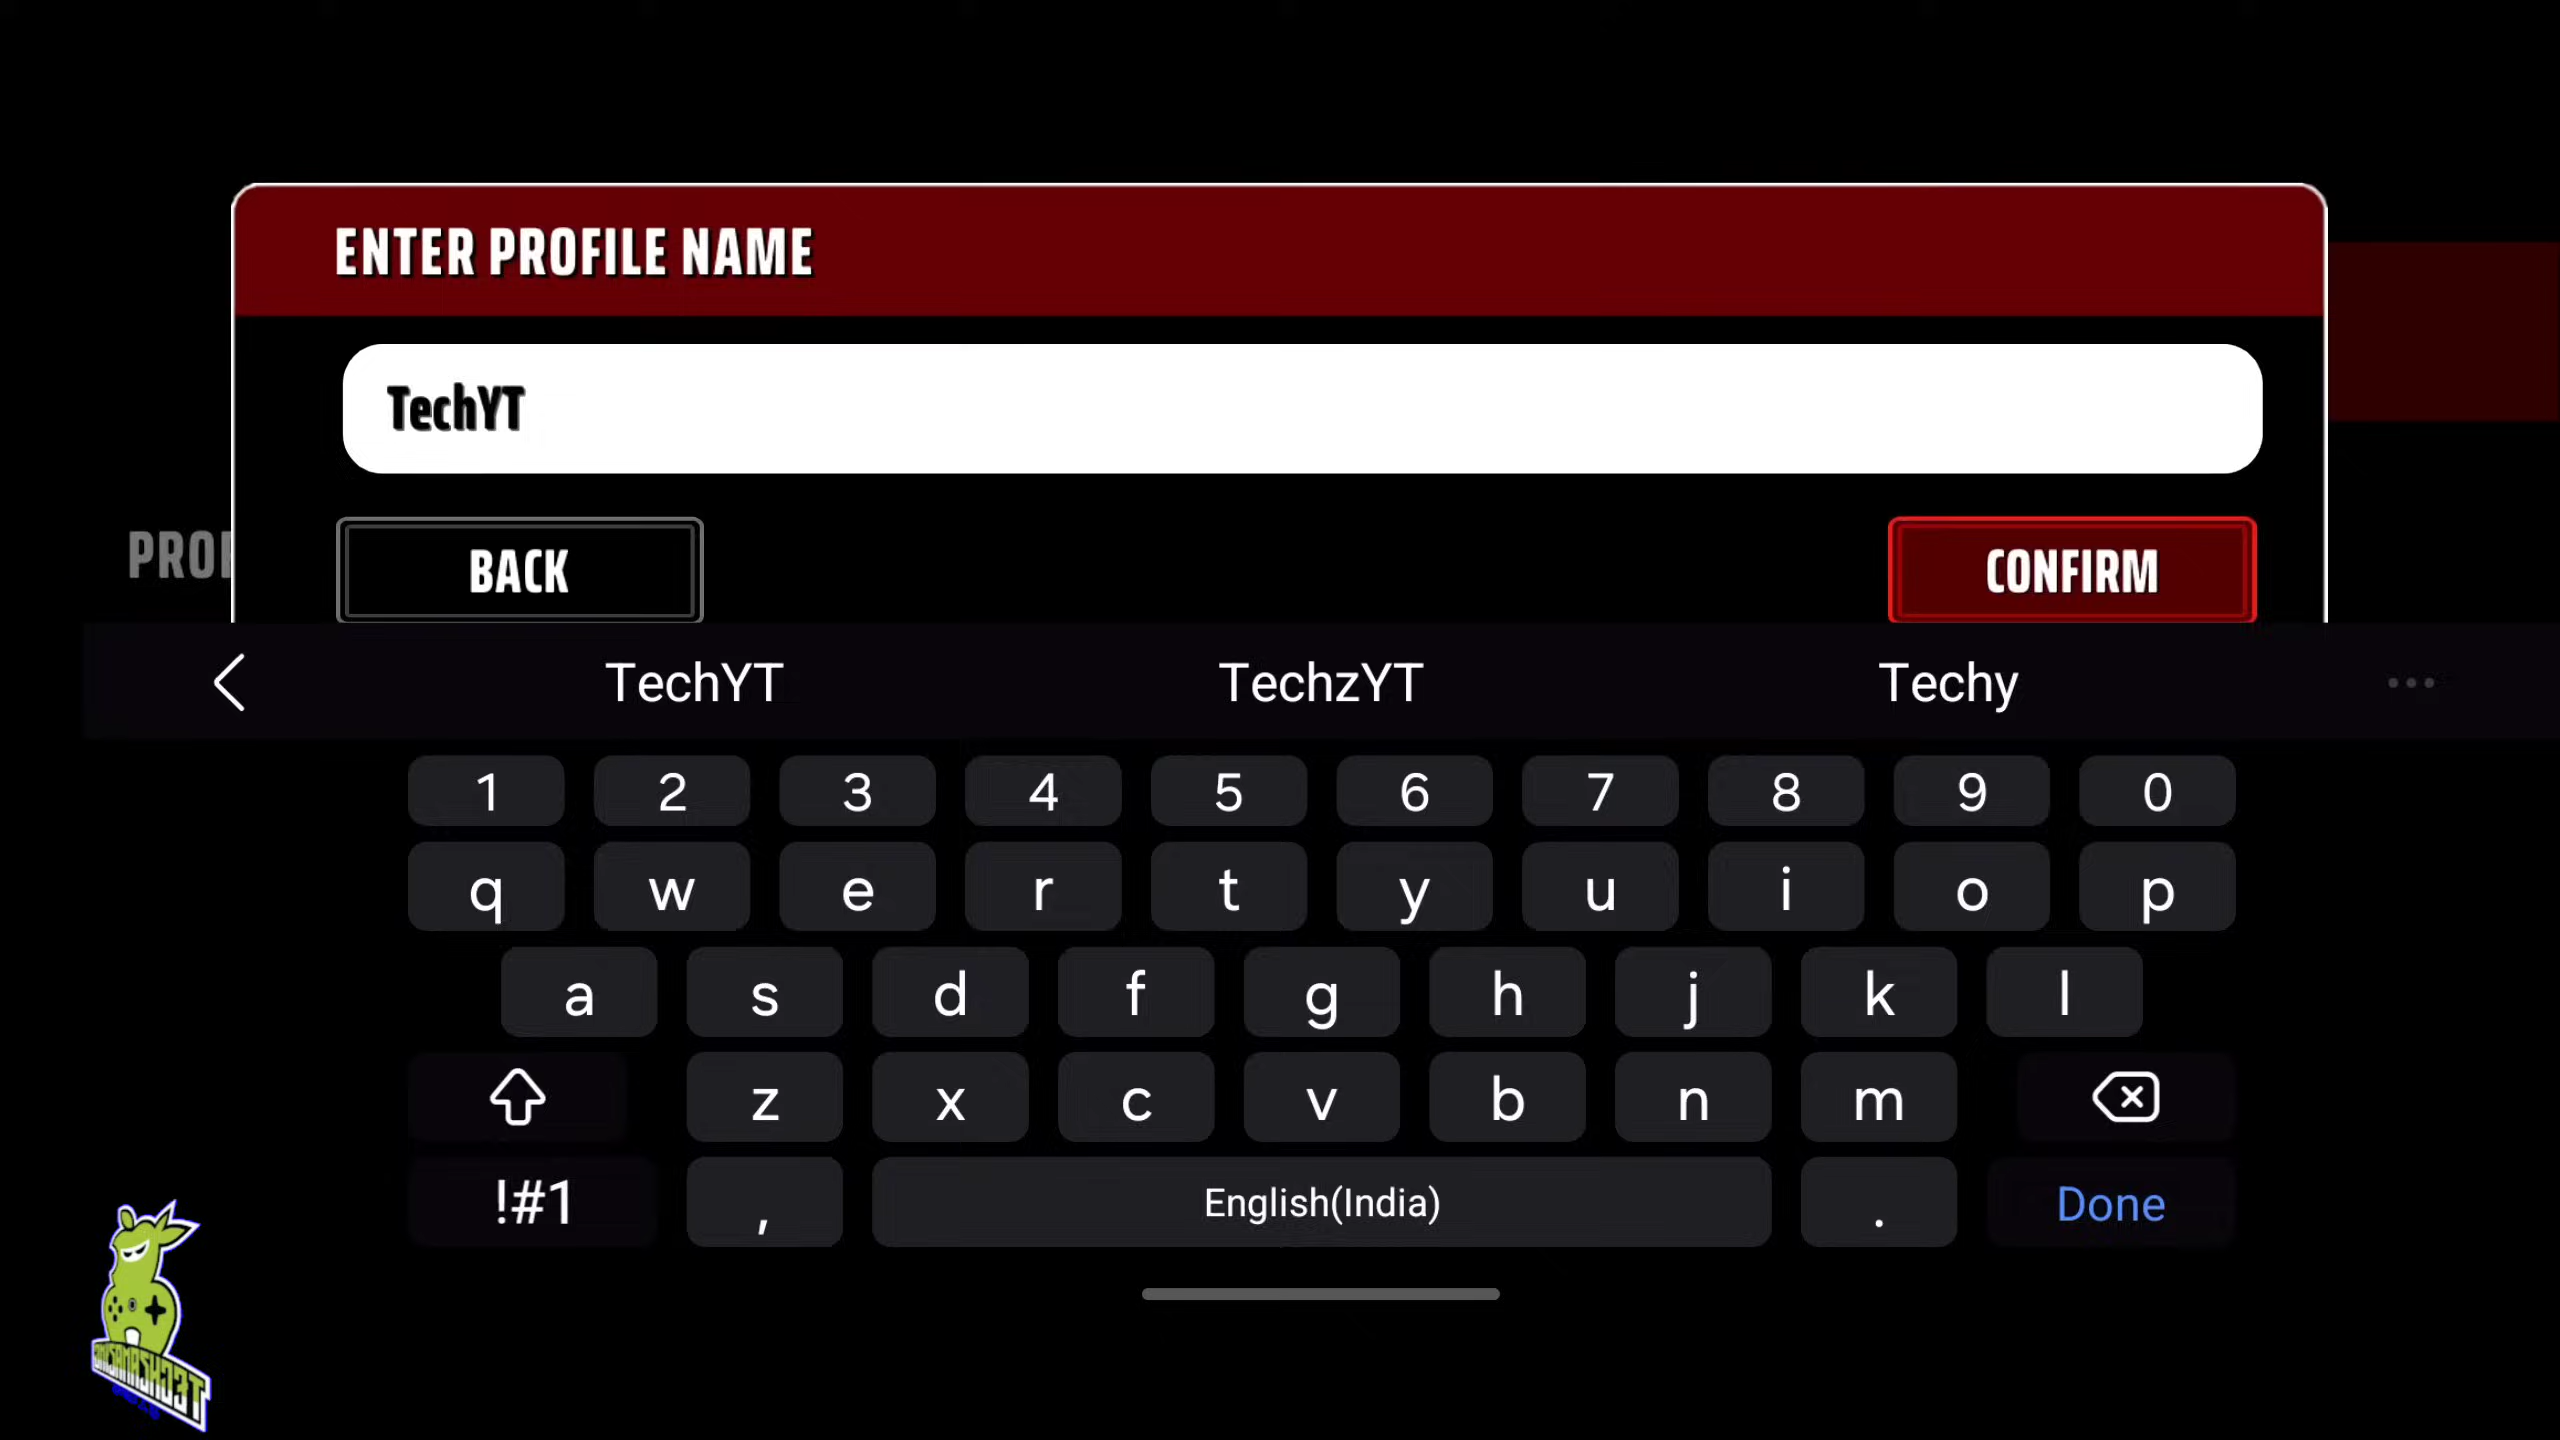 ENTER PROFILE NAME
TechYT
PROF
BACK
CONFIRM
TechYT TechzYT Techy
1 2 3 4 5 6 7 8 9 0
q w e r t y u i o p
a s d f g h j k l
z x c v b n m
!#1 , English(India) . Done